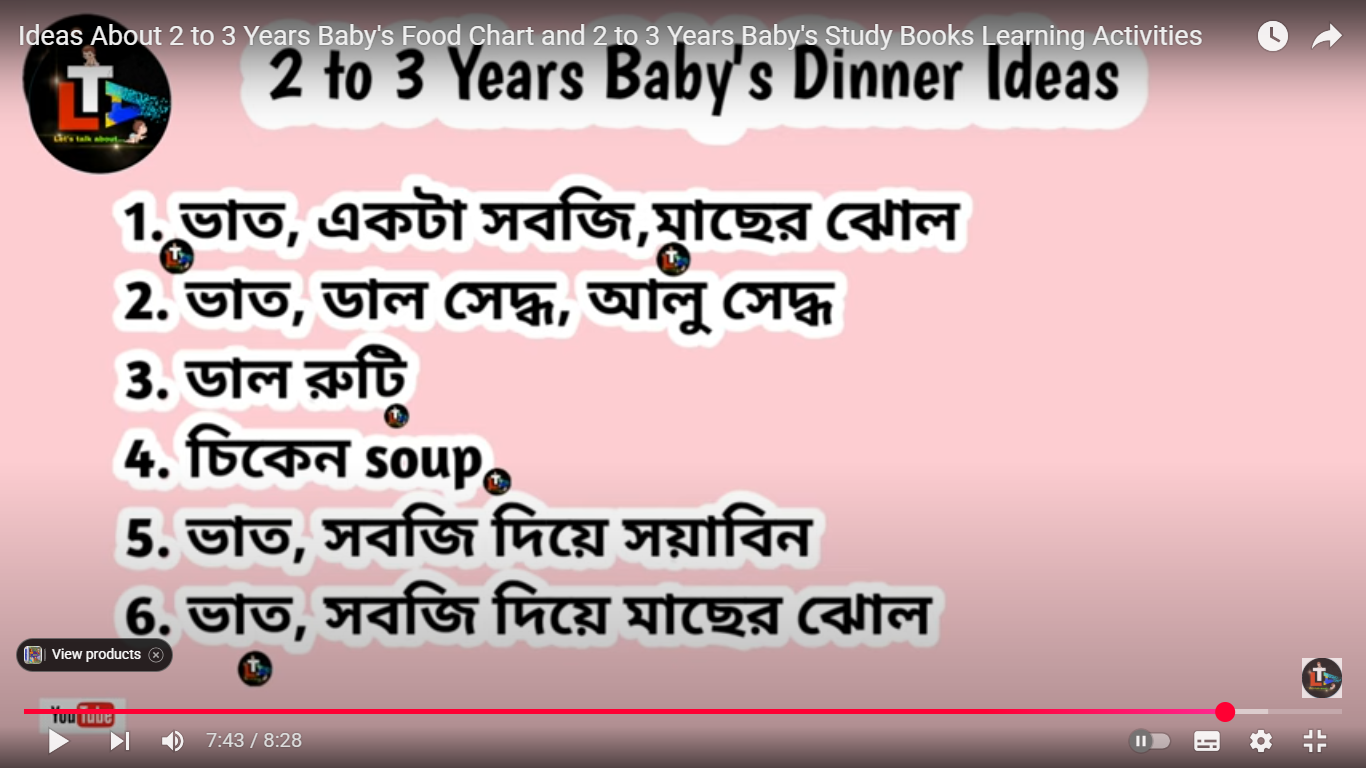 Ideas About 2 to 3 Years Baby's Food Chart and 2 to 3 Years Baby's Study Books Learning Activities
2 to 3 Years Baby's Dinner Ideas
LT
Let's talk about....
1. ভাত, একটা সবজি,মাছের ঝোল
2. ভাত, ডাল সেদ্ধ, আলু সেদ্ধ
3. ডাল রুটি
4. চিকেন soup
5. ভাত, সবজি দিয়ে সয়াবিন
6. ভাত, সবজি দিয়ে মাছের ঝোল
View products
YouTube
7:43 / 8:28